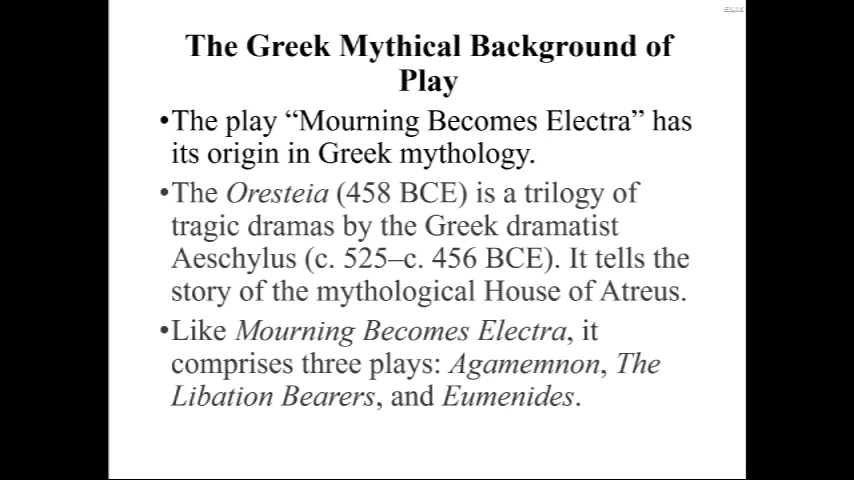 The Greek Mythical Background of
Play
•The play “Mourning Becomes Electra” has
its origin in Greek mythology.
•The Oresteia (458 BCE) is a trilogy of
tragic dramas by the Greek dramatist
Aeschylus (c. 525–c. 456 BCE). It tells the
story of the mythological House of Atreus.
•Like Mourning Becomes Electra, it
comprises three plays: Agamemnon, The
Libation Bearers, and Eumenides.